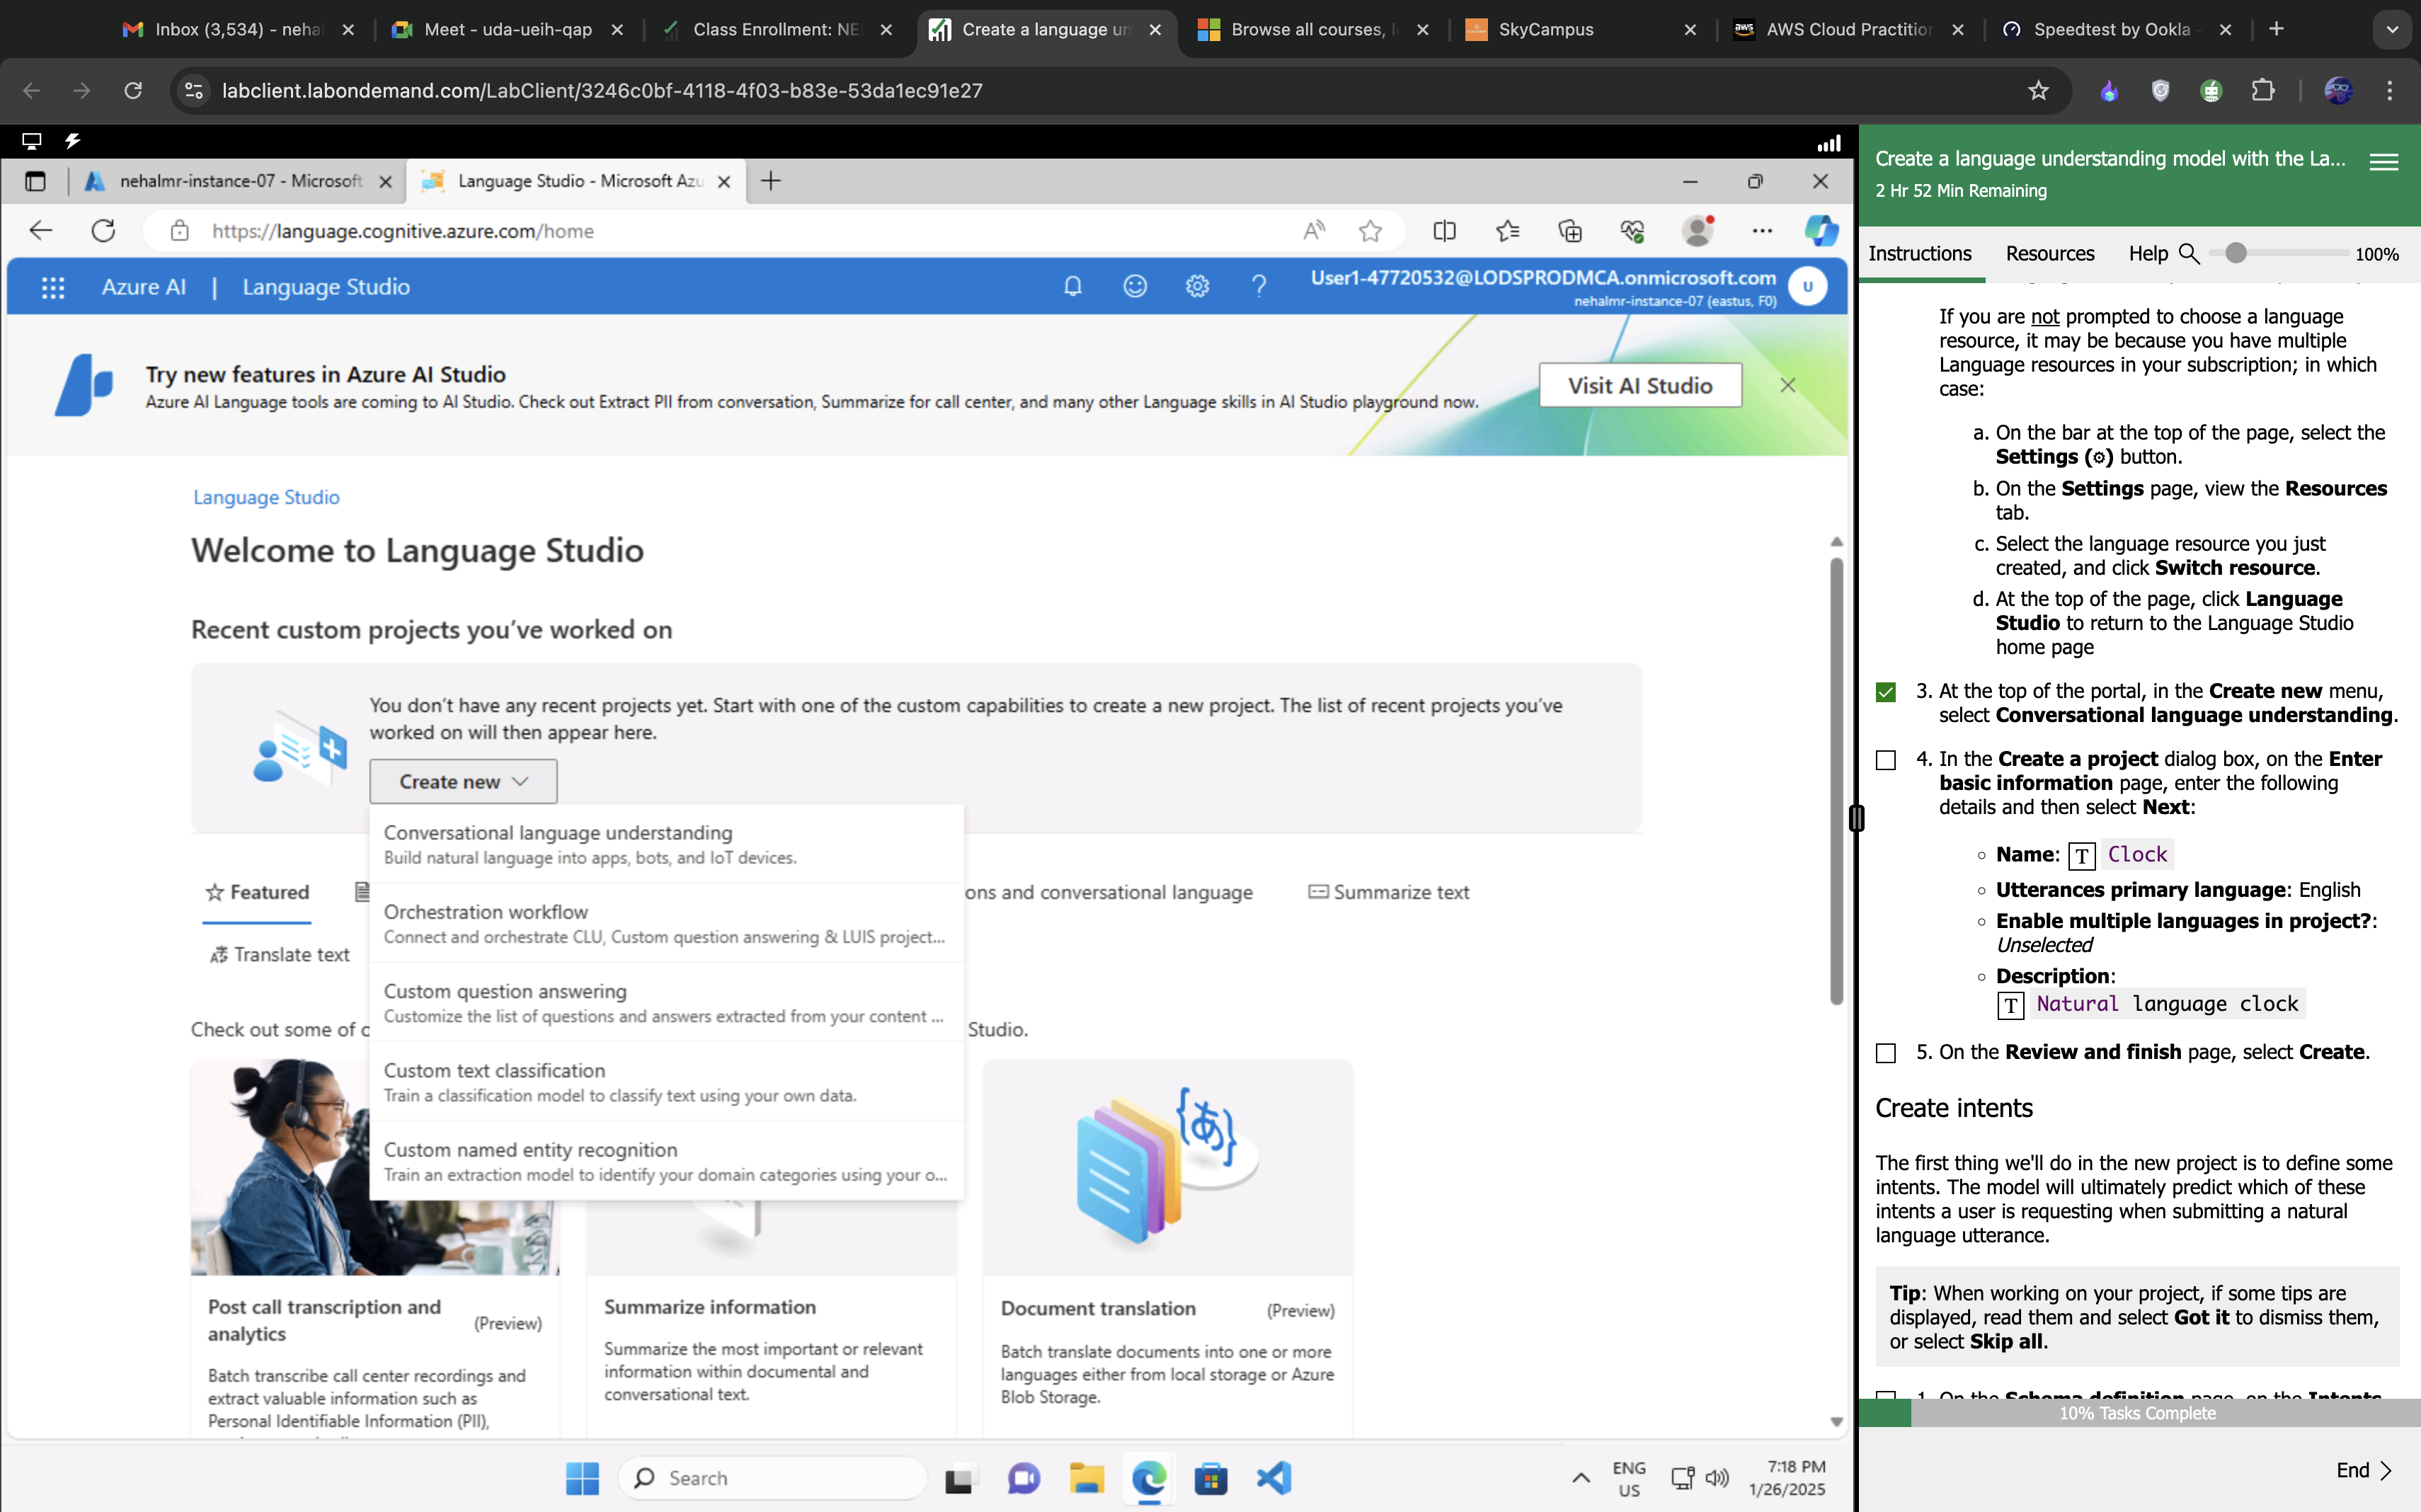 Inbox (3,534) - neha
Meet - uda-ueih-qap
Class Enrollment: NE
Create a language un
Browse all courses, l
SkyCampus
AWS Cloud Practition
Speedtest by Ookla -
labclient.labondemand.com/LabClient/3246c0bf-4118-4f03-b83e-53da1ec91e27
nehalmr-instance-07 - Microsoft
Language Studio - Microsoft Azu
https://language.cognitive.azure.com/home
Azure AI | Language Studio
User1-47720532@LODSPRODMCA.onmicrosoft.com
nehalmr-instance-07 (eastus, F0)
U
Try new features in Azure AI Studio
Azure AI Language tools are coming to AI Studio. Check out Extract PII from conversation, Summarize for call center, and many other Language skills in AI Studio playground now.
Visit AI Studio
Language Studio
Welcome to Language Studio
Recent custom projects you've worked on
You don't have any recent projects yet. Start with one of the custom capabilities to create a new project. The list of recent projects you've
worked on will then appear here.
Create new
Conversational language understanding
Build natural language into apps, bots, and IoT devices.
Orchestration workflow
Connect and orchestrate CLU, Custom question answering & LUIS project...
Custom question answering
Customize the list of questions and answers extracted from your content ...
Custom text classification
Train a classification model to classify text using your own data.
Custom named entity recognition
Train an extraction model to identify your domain categories using your o...
Featured
ons and conversational language
Summarize text
Translate text
Check out some of
Studio.
Post call transcription and
analytics
(Preview)
Batch transcribe call center recordings and
extract valuable information such as
Personal Identifiable Information (PII),
Summarize information
Summarize the most important or relevant
information within documental and
conversational text.
Document translation
(Preview)
Batch translate documents into one or more
languages either from local storage or Azure
Blob Storage.
Search
ENG
US
7:18 PM
1/26/2025
Create a language understanding model with the La...
2 Hr 52 Min Remaining
Instructions
Resources
Help
100%
If you are not prompted to choose a language
resource, it may be because you have multiple
Language resources in your subscription; in which
case:
a. On the bar at the top of the page, select the
Settings (⚙) button.
b. On the Settings page, view the Resources
tab.
c. Select the language resource you just
created, and click Switch resource.
d. At the top of the page, click Language
Studio to return to the Language Studio
home page
3. At the top of the portal, in the Create new menu,
select Conversational language understanding.
4. In the Create a project dialog box, on the Enter
basic information page, enter the following
details and then select Next:
Name: T Clock
Utterances primary language: English
Enable multiple languages in project?:
Unselected
Description:
T Natural language clock
5. On the Review and finish page, select Create.
Create intents
The first thing we'll do in the new project is to define some
intents. The model will ultimately predict which of these
intents a user is requesting when submitting a natural
language utterance.
Tip: When working on your project, if some tips are
displayed, read them and select Got it to dismiss them,
or select Skip all.
1. On the Schema definition page, on the Intents
10% Tasks Complete
End